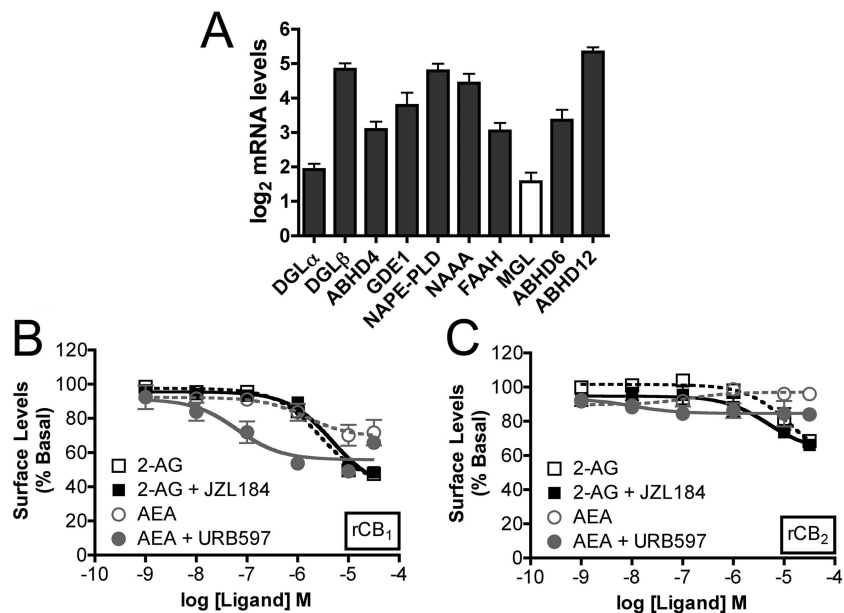 A
log₂ mRNA levels
6
5
4
3
2
1
0
DGLα
DGLβ
ABHD4
GDE1
NAPE-PLD
NAAA
FAAH
MGL
ABHD6
ABHD12
B
Surface Levels
(% Basal)
120
100
80
60
40
20
0
2-AG
2-AG + JZL184
AEA
AEA + URB597
rCB₁
-10
-9
-8
-7
-6
-5
-4
log [Ligand] M
C
Surface Levels
(% Basal)
120
100
80
60
40
20
0
2-AG
2-AG + JZL184
AEA
AEA + URB597
rCB₂
-10
-9
-8
-7
-6
-5
-4
log [Ligand] M